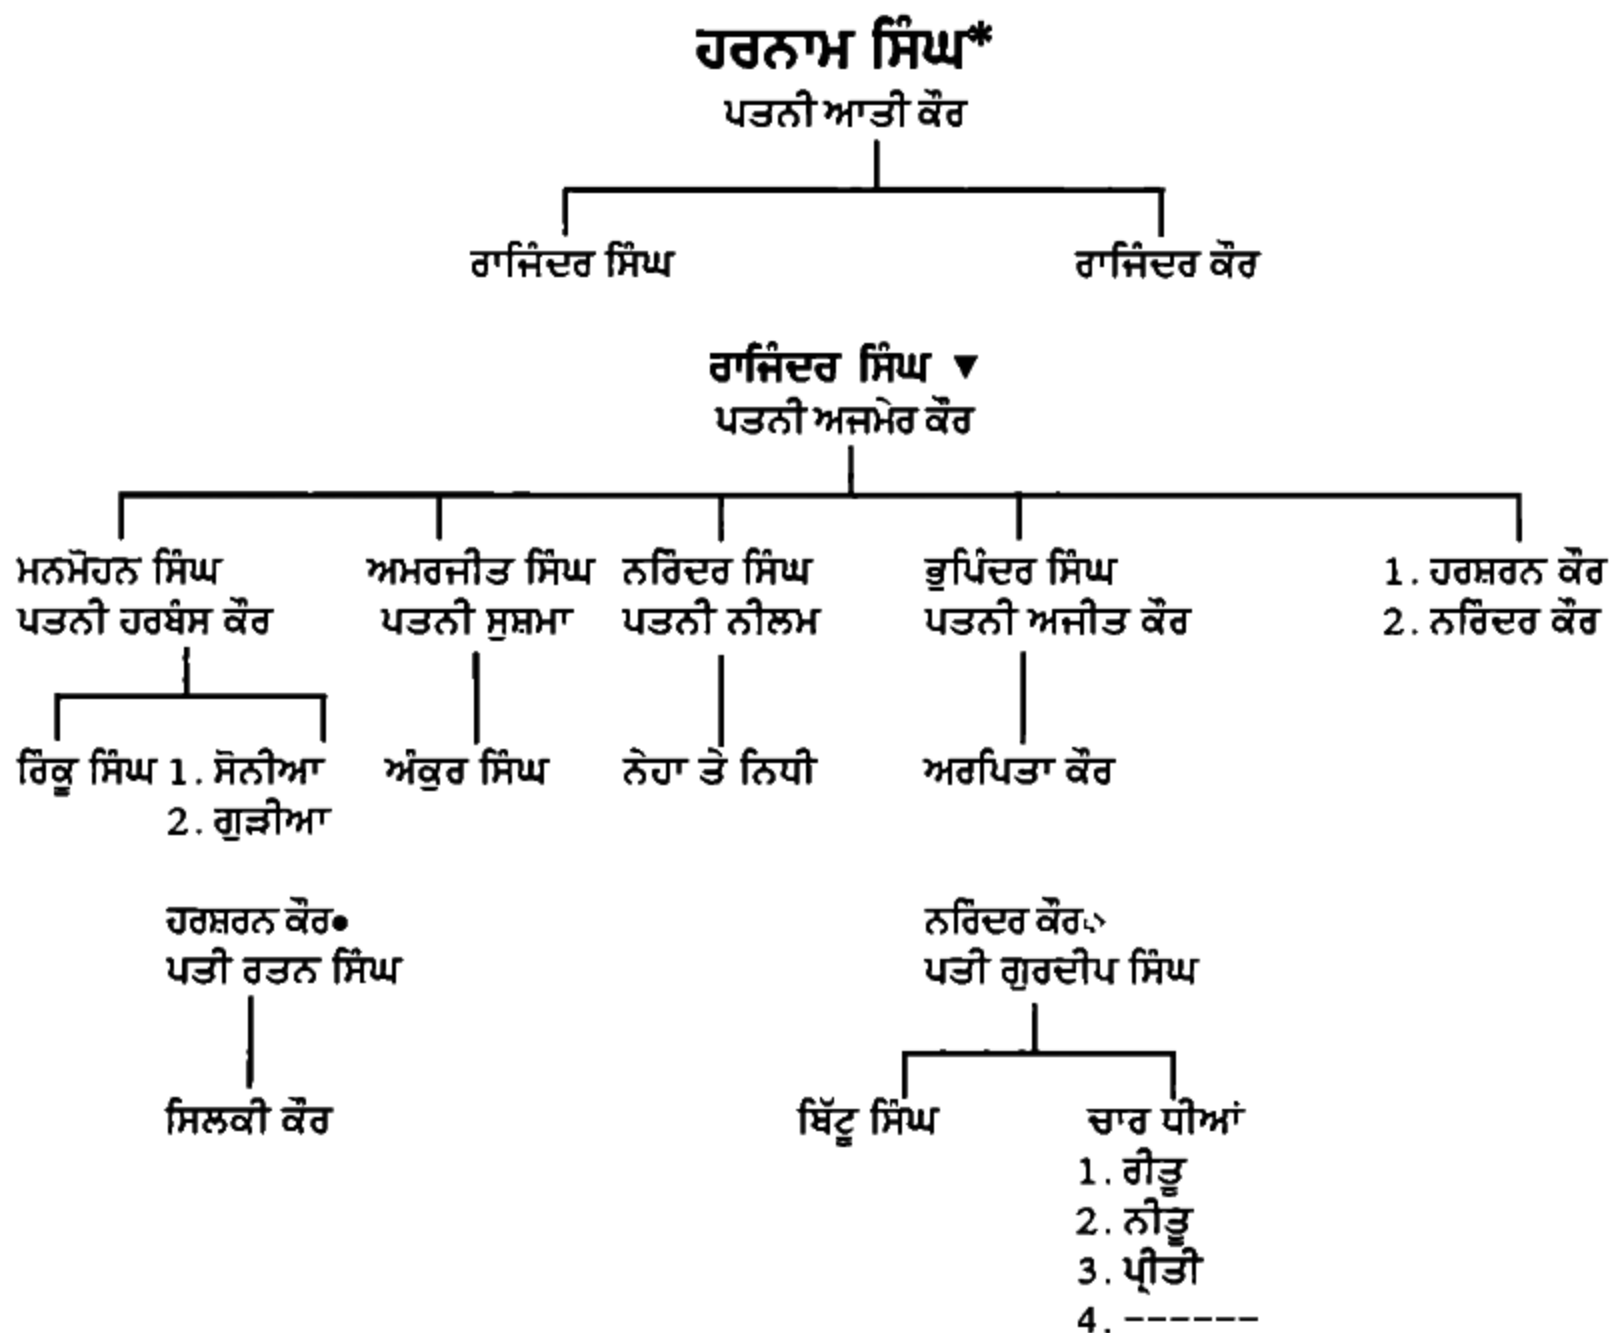 ਹਰਨਾਮ ਸਿੰਘ*
ਪਤਨੀ ਆਤੀ ਕੌਰ
ਰਾਜਿੰਦਰ ਸਿੰਘ ਰਾਜਿੰਦਰ ਕੌਰ
ਰਾਜਿੰਦਰ ਸਿੰਘ ▼
ਪਤਨੀ ਅਜਮੇਰ ਕੌਰ
ਮਨਮੋਹਨ ਸਿੰਘ ਅਮਰਜੀਤ ਸਿੰਘ ਨਰਿੰਦਰ ਸਿੰਘ ਭੁਪਿੰਦਰ ਸਿੰਘ 1. ਹਰਸ਼ਰਨ ਕੌਰ
ਪਤਨੀ ਹਰਬੰਸ ਕੌਰ ਪਤਨੀ ਸੁਸ਼ਮਾ ਪਤਨੀ ਨੀਲਮ ਪਤਨੀ ਅਜੀਤ ਕੌਰ 2. ਨਰਿੰਦਰ ਕੌਰ
ਰਿੰਕੂ ਸਿੰਘ 1. ਸੋਨੀਆ ਅੰਕੁਰ ਸਿੰਘ ਨੇਹਾ ਤੇ ਨਿਧੀ ਅਰਪਿਤਾ ਕੌਰ
2. ਗੁੜੀਆ
ਹਰਸ਼ਰਨ ਕੌਰ● ਨਰਿੰਦਰ ਕੌਰ
ਪਤੀ ਰਤਨ ਸਿੰਘ ਪਤੀ ਗੁਰਦੀਪ ਸਿੰਘ
ਸਿਲਕੀ ਕੌਰ ਬਿੱਟੂ ਸਿੰਘ ਚਾਰ ਧੀਆਂ
1. ਰੀਤੂ
2. ਨੀਤੂ
3. ਪ੍ਰੀਤੀ
4. ------